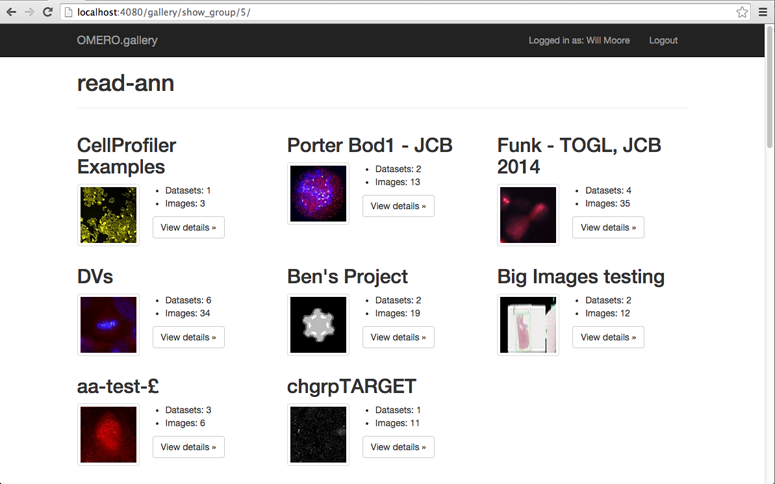 localhost:4080/gallery/show_group/5/
OMERO.gallery
Logged in as: Will Moore
Logout
read-ann
CellProfiler
Examples
Datasets: 1
Images: 3
View details »
Porter Bod1 - JCB
Datasets: 2
Images: 13
View details »
Funk - TOGL, JCB
2014
Datasets: 4
Images: 35
View details »
DVs
Datasets: 6
Images: 34
View details »
Ben's Project
Datasets: 2
Images: 19
View details »
Big Images testing
Datasets: 2
Images: 12
View details »
aa-test-£
Datasets: 3
Images: 6
View details »
chgrpTARGET
Datasets: 1
Images: 11
View details »